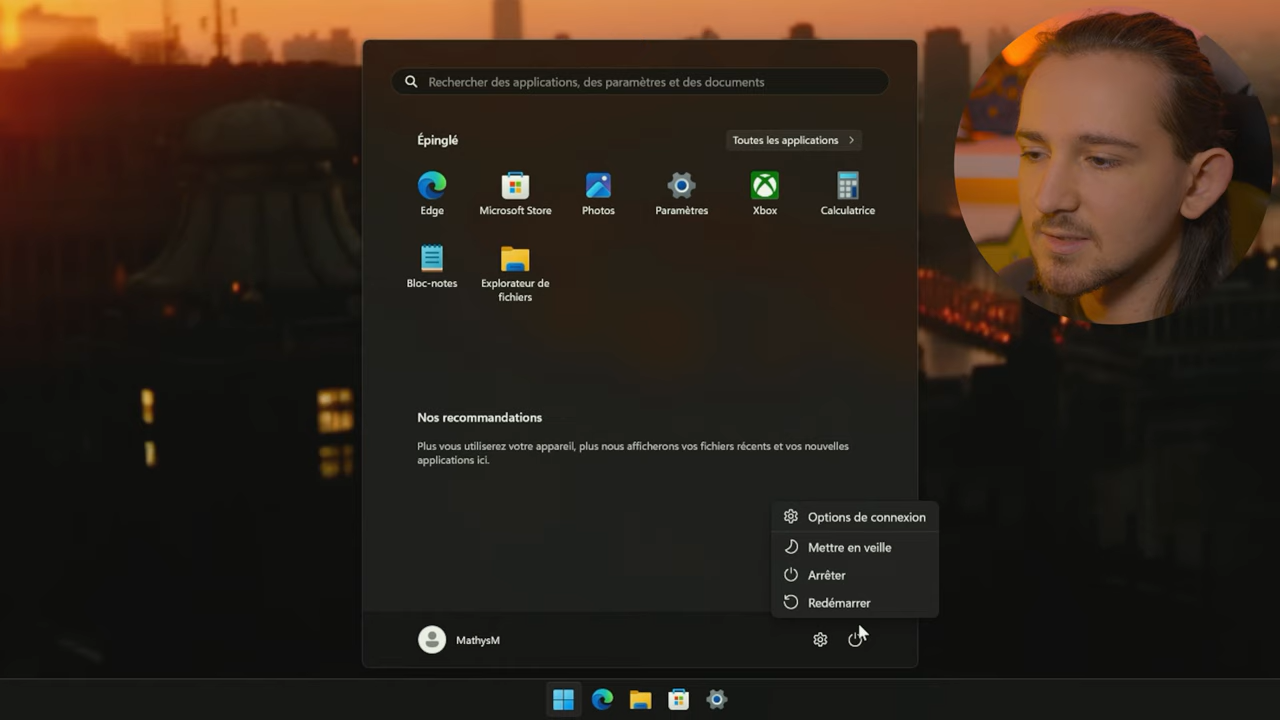 Rechercher des applications, des paramètres et des documents
Épinglé
Toutes les applications
Edge
Microsoft Store
Photos
Paramètres
Xbox
Calculatrice
Bloc-notes
Explorateur de
fichiers
Nos recommandations
Plus vous utiliserez votre appareil, plus nous afficherons vos fichiers récents et vos nouvelles
applications ici.
Options de connexion
Mettre en veille
Arrêter
Redémarrer
MathysM